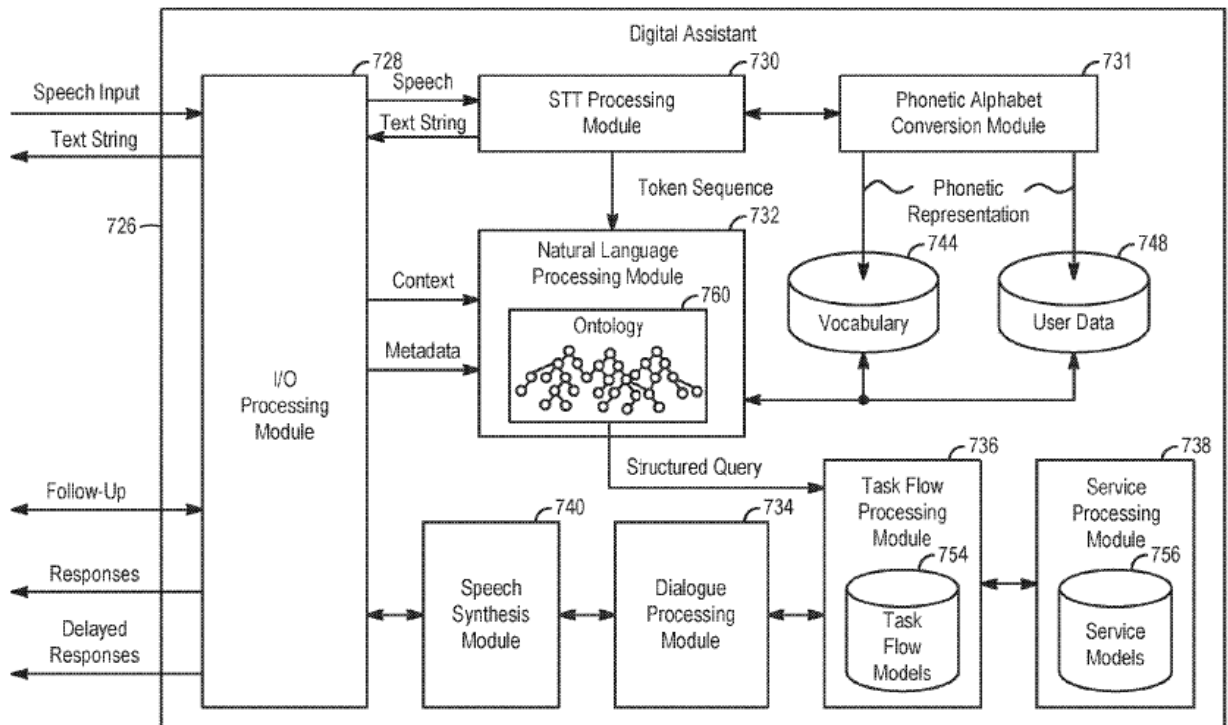 Digital Assistant
728
730
731
Speech Input
Speech
STT Processing
Module
Phonetic Alphabet
Conversion Module
Text String
Text String
Token Sequence
Phonetic
Representation
726
732
744
748
Natural Language
Processing Module
Context
760
Ontology
Vocabulary
User Data
Metadata
I/O
Processing
Module
736
738
Structured Query
Follow-Up
740
734
Task Flow
Processing
Module
Service
Processing
Module
754
756
Responses
Speech
Synthesis
Module
Dialogue
Processing
Module
Delayed
Responses
Task
Flow
Models
Service
Models